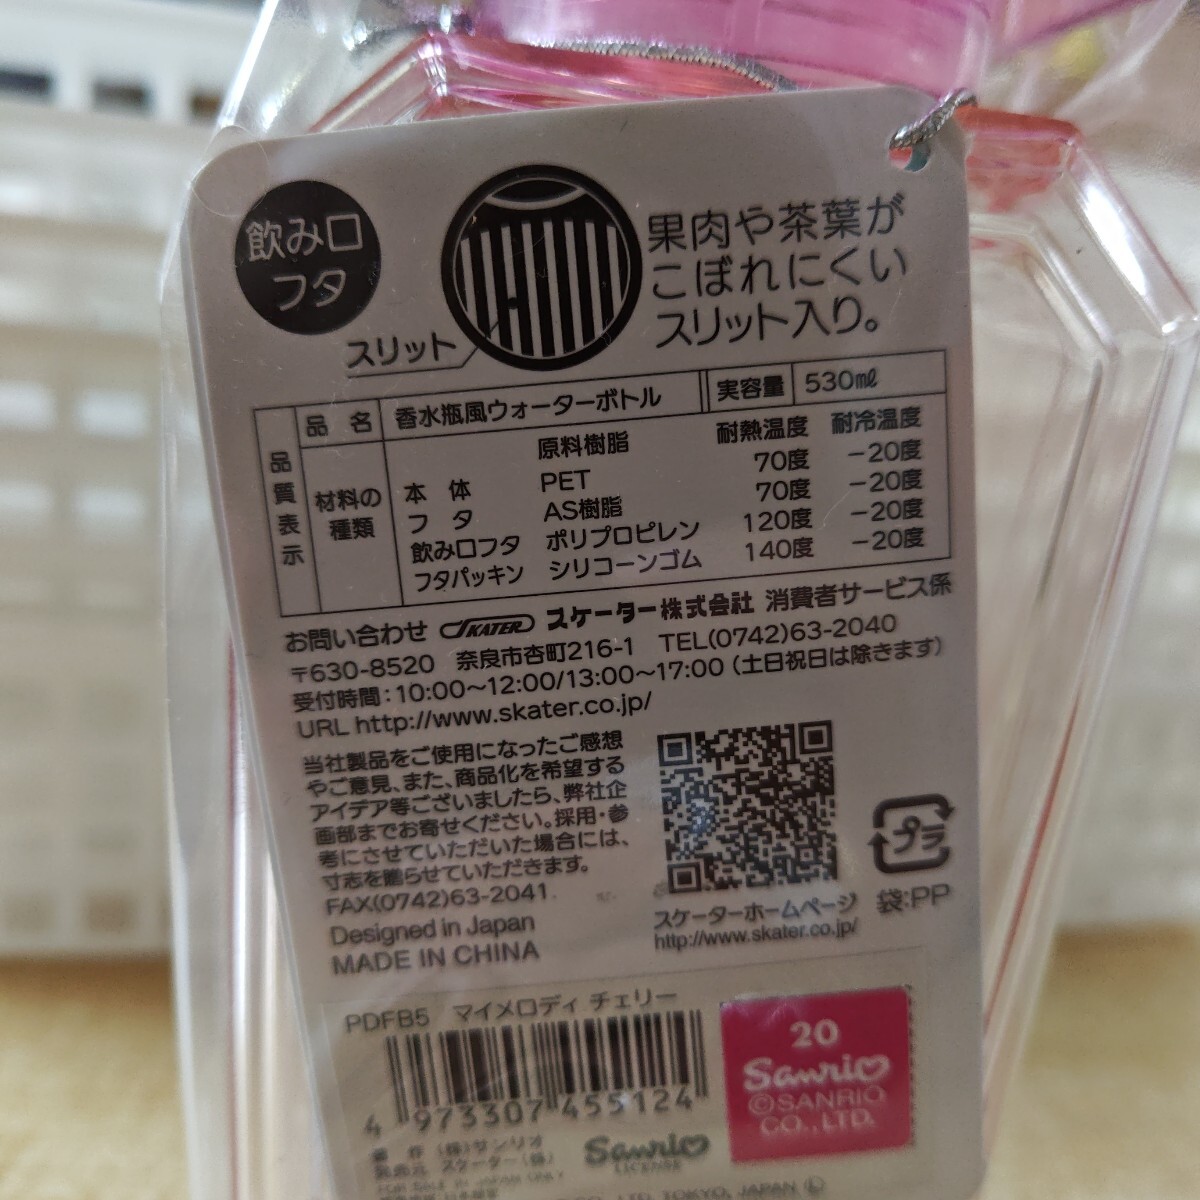 飲み口
フタ
スリット
果肉や茶葉が
こぼれにくい
スリット入り。
品質表示
品 名 香水瓶風ウォーターボトル 実容量 530㎖
材料の種類
原料樹脂 耐熱温度 耐冷温度
本 体 PET 70度 −20度
フ タ AS樹脂 70度 −20度
飲み口フタ ポリプロピレン 120度 −20度
フタパッキン シリコーンゴム 140度 −20度
お問い合わせ SKATER スケーター株式会社 消費者サービス係
〒630-8520 奈良市杏町216-1 TEL(0742)63-2040
受付時間:10:00〜12:00/13:00〜17:00(土日祝日は除きます)
URL http://www.skater.co.jp/
当社製品をご使用になったご感想
やご意見、また、商品化を希望する
アイデア等ございましたら、弊社企
画部までお寄せください。採用・参
考にさせていただいた場合には、
寸志を贈らせていただきます。
FAX(0742)63-2041
Designed in Japan
MADE IN CHINA
スケーターホームページ
http://www.skater.co.jp/
プラ
袋:PP
PDFB5 マイメロディ チェリー
4 973307 455124
20
Sanrio
©SANRIO
CO., LTD.
(株)サンリオ
スケーター(株)
Sanrio
LICENSE
CO., LTD. TOKYO, JAPAN Ⓛ